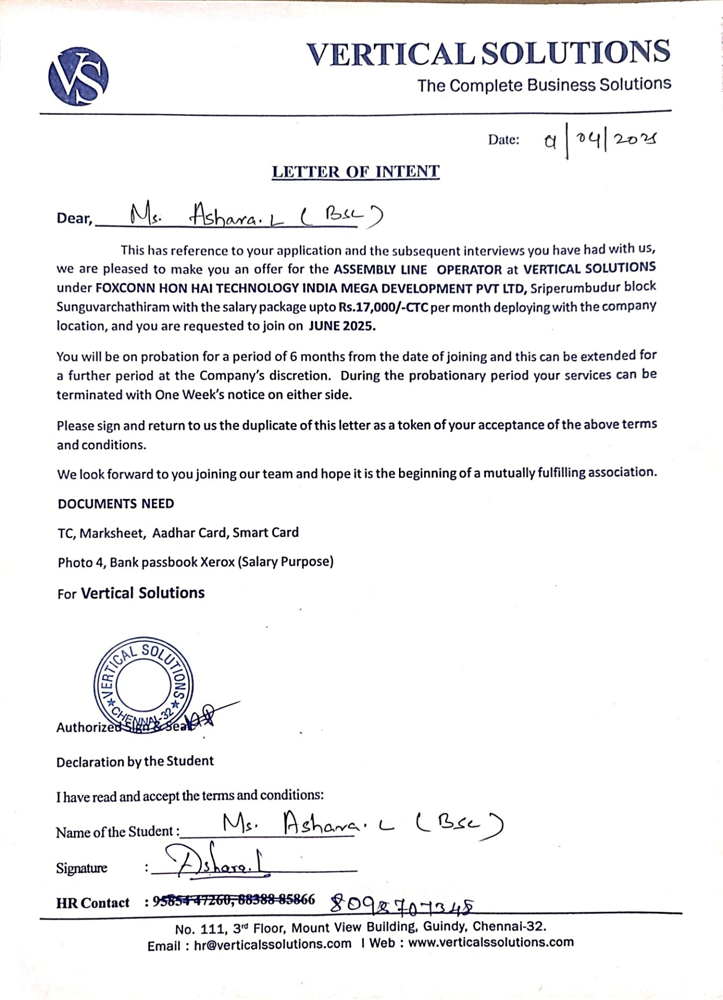 VS
VERTICAL SOLUTIONS
The Complete Business Solutions
Date: 9/04/2025
LETTER OF INTENT
Dear, Ms. Ashara. L (Bsc)
This has reference to your application and the subsequent interviews you have had with us,
we are pleased to make you an offer for the ASSEMBLY LINE OPERATOR at VERTICAL SOLUTIONS
under FOXCONN HON HAI TECHNOLOGY INDIA MEGA DEVELOPMENT PVT LTD, Sriperumbudur block
Sunguvarchathiram with the salary package upto Rs.17,000/-CTC per month deploying with the company
location, and you are requested to join on JUNE 2025.
You will be on probation for a period of 6 months from the date of joining and this can be extended for
a further period at the Company's discretion. During the probationary period your services can be
terminated with One Week's notice on either side.
Please sign and return to us the duplicate of this letter as a token of your acceptance of the above terms
and conditions.
We look forward to you joining our team and hope it is the beginning of a mutually fulfilling association.
DOCUMENTS NEED
TC, Marksheet, Aadhar Card, Smart Card
Photo 4, Bank passbook Xerox (Salary Purpose)
For Vertical Solutions
VERTICAL SOLUTIONS
CHENNAI-32
Authorized Sign & Seal
Declaration by the Student
I have read and accept the terms and conditions:
Name of the Student : Ms. Ashara. L (Bsc)
Signature : Ashara. L
HR Contact : 95854 47260, 88388 85866 8098707348
No. 111, 3rd Floor, Mount View Building, Guindy, Chennai-32.
Email : hr@verticalssolutions.com I Web : www.verticalssolutions.com